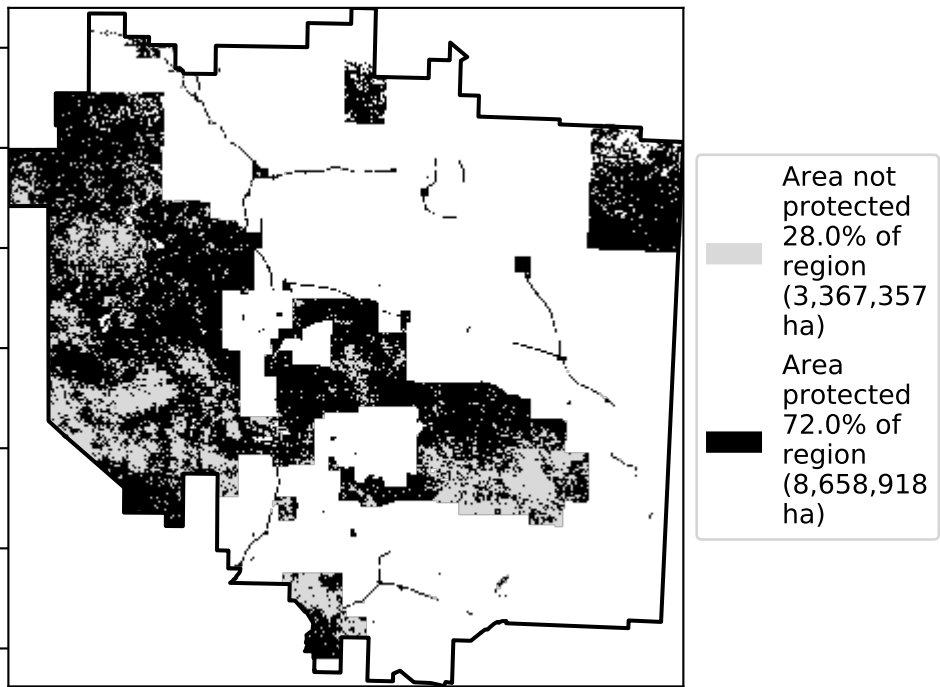 Area not
protected
28.0% of
region
(3,367,357
ha)
Area
protected
72.0% of
region
(8,658,918
ha)